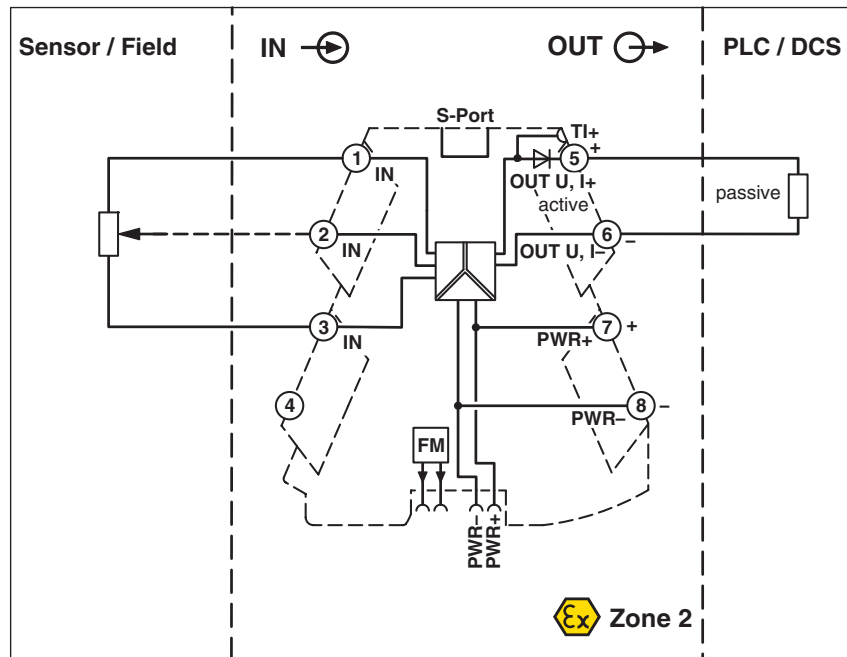 Sensor / Field
IN
OUT
PLC / DCS
S-Port
TI+
1
IN
5
+
OUT U, I+
active
passive
2
IN
6
–
OUT U, I–
3
IN
7
+
PWR+
4
8
–
PWR–
FM
PWR–
PWR+
Ex
Zone 2